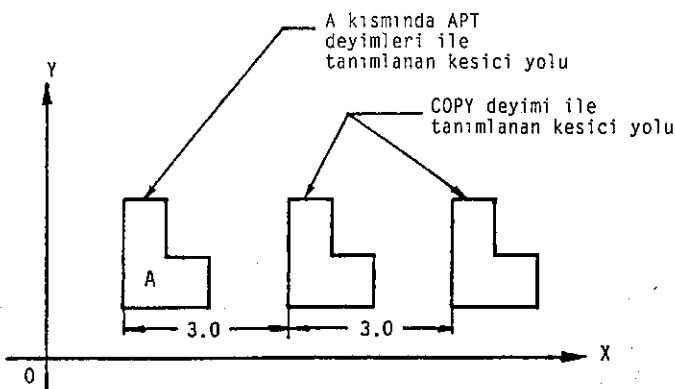 A kısmında APT
deyimleri ile
tanımlanan kesici yolu
Y
COPY deyimi ile
tanımlanan kesici yolu
A
3.0
3.0
X
0